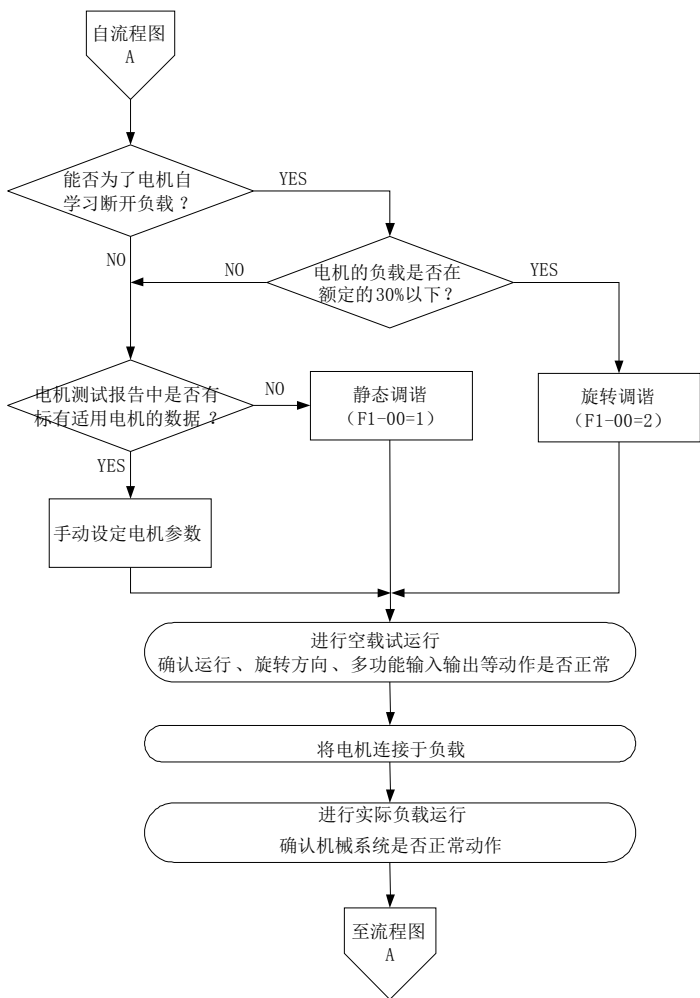 自流程图
A
能否为了电机自
学习断开负载？
YES
NO
电机的负载是否在
额定的30%以下？
NO
YES
电机测试报告中是否有
标有适用电机的数据？
NO
YES
静态调谐
（F1-00=1）
旋转调谐
（F1-00=2）
手动设定电机参数
进行空载试运行
确认运行、旋转方向、多功能输入输出等动作是否正常
将电机连接于负载
进行实际负载运行
确认机械系统是否正常动作
至流程图
A